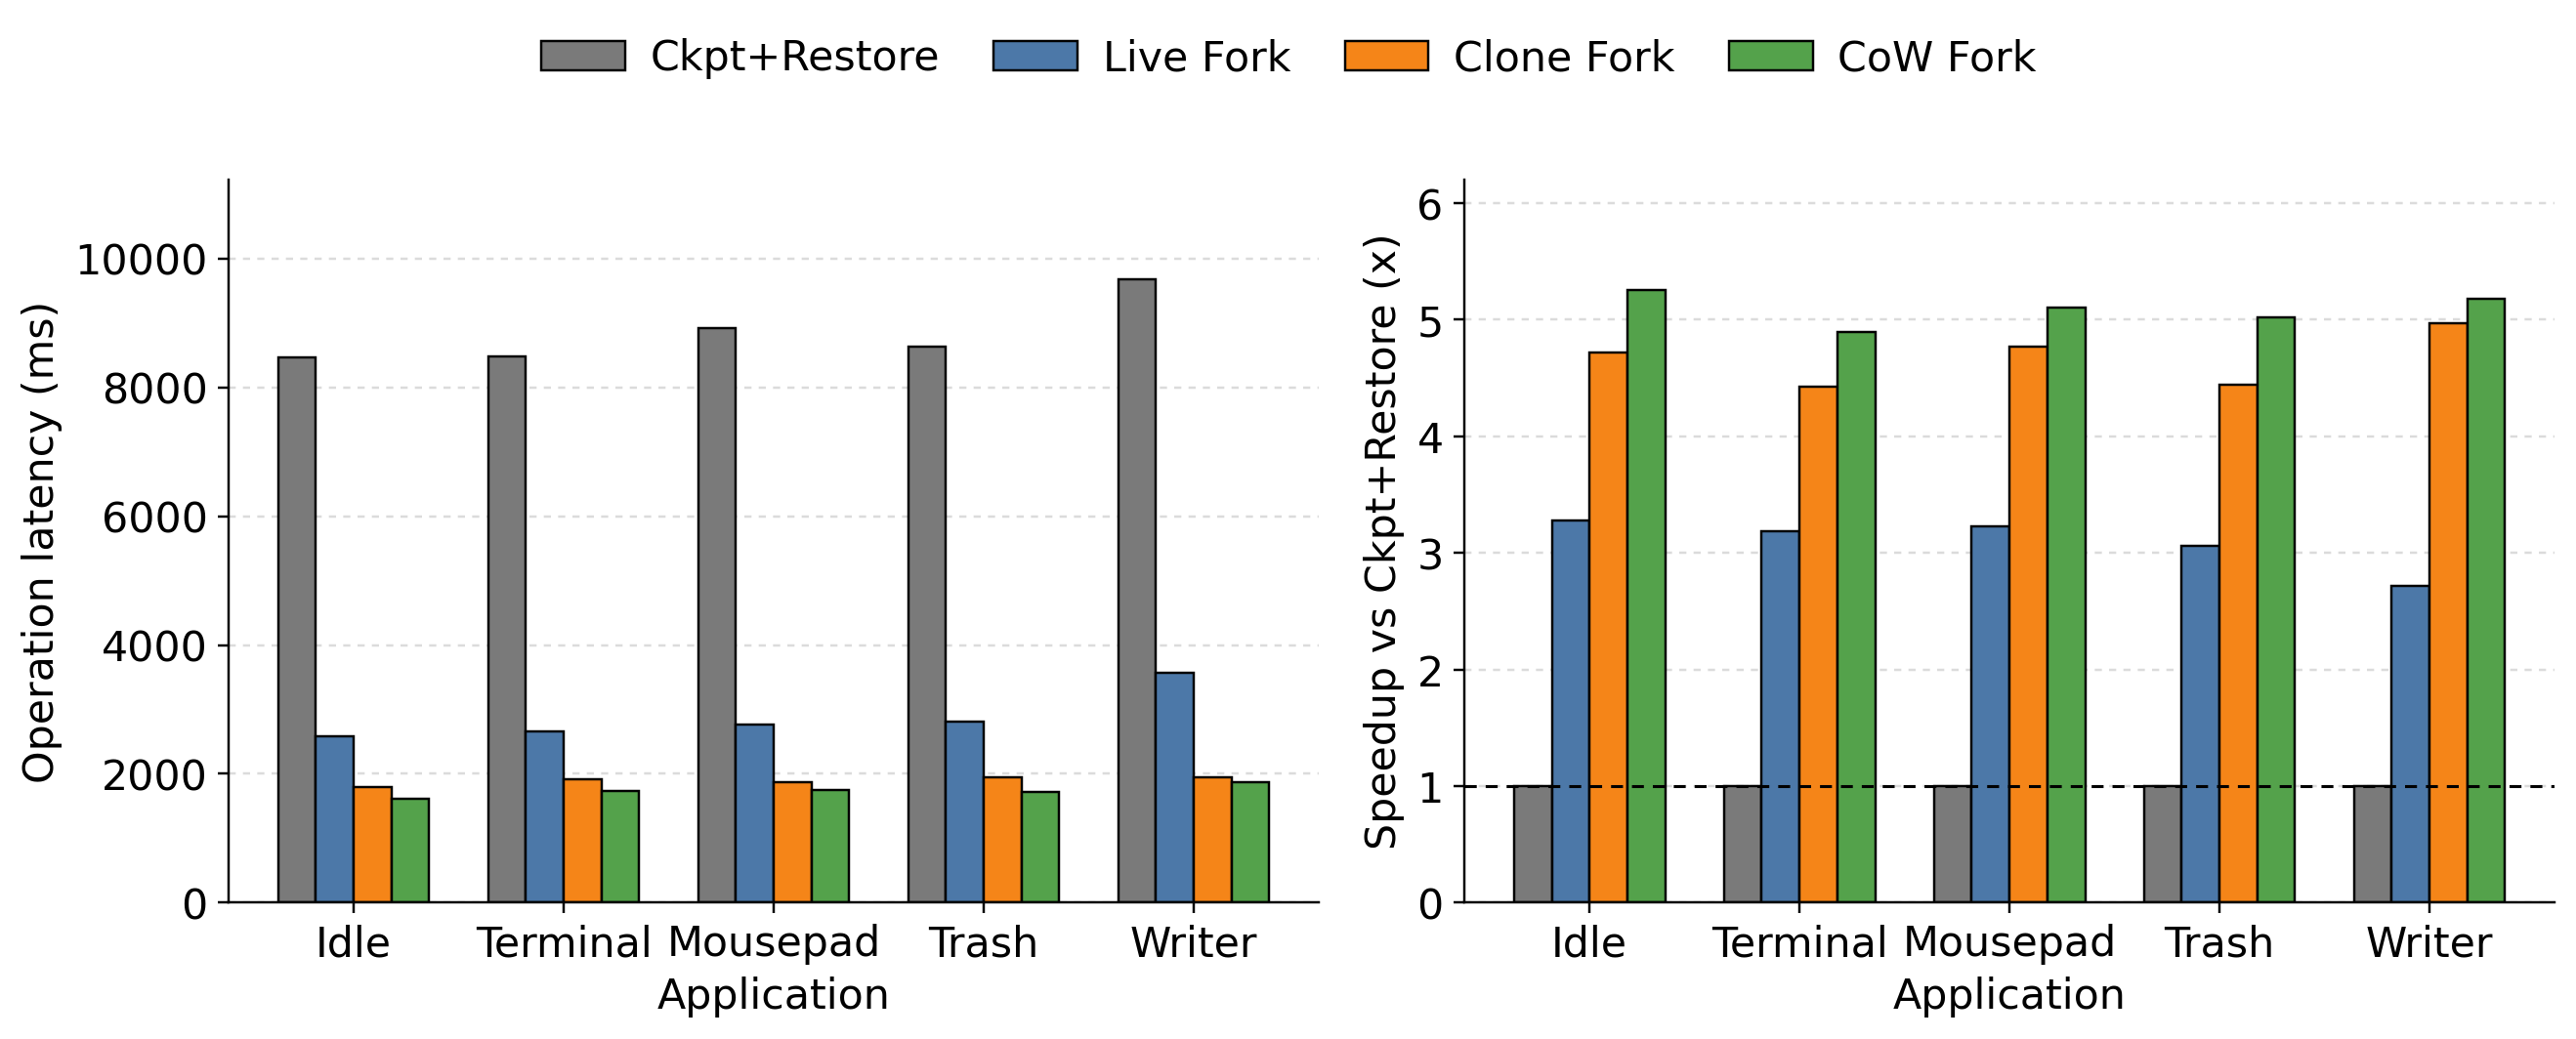 Ckpt+Restore Live Fork Clone Fork CoW Fork
Operation latency (ms)
10000
8000
6000
4000
2000
0
Idle Terminal Mousepad Trash Writer
Application
Speedup vs Ckpt+Restore (x)
6
5
4
3
2
1
0
Idle Terminal Mousepad Trash Writer
Application